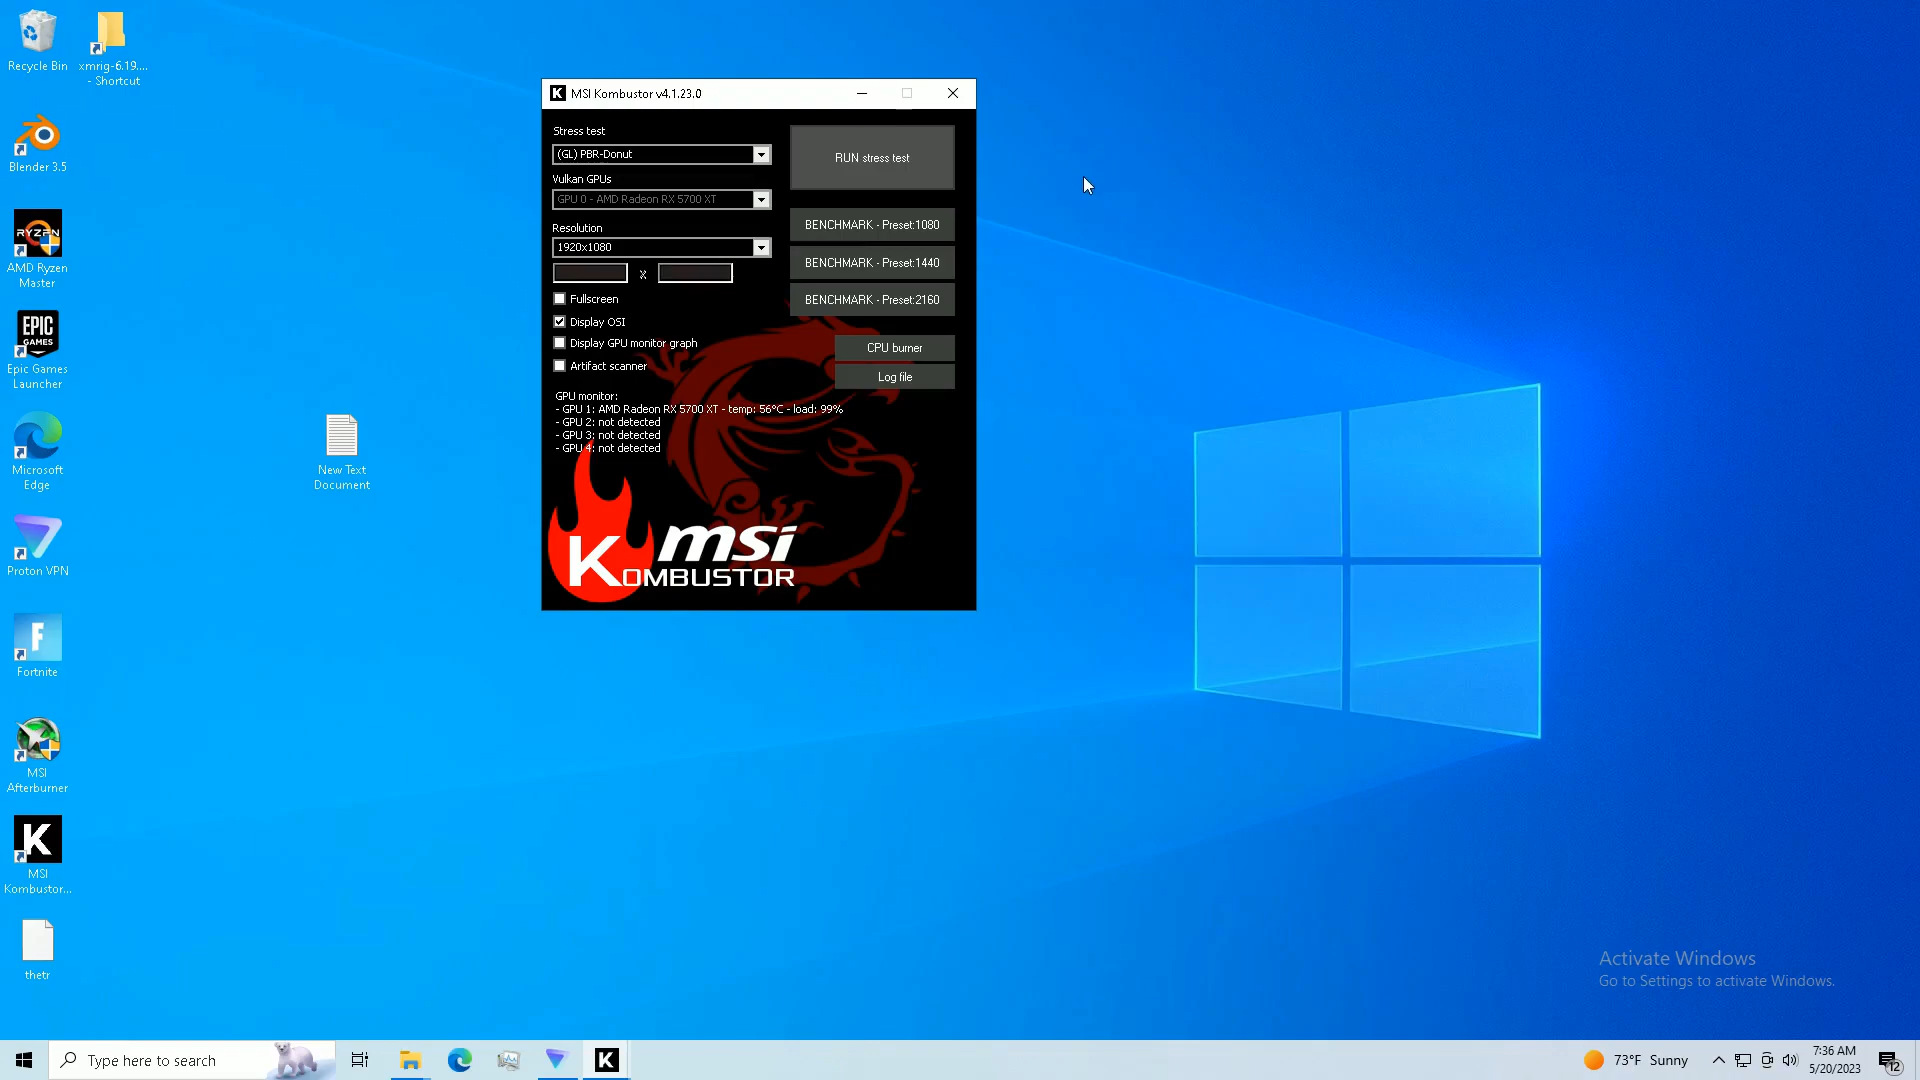 Recycle Bin
xmrig-6.19....
- Shortcut
Blender 3.5
RYZEN
AMD Ryzen
Master
EPIC
GAMES
Epic Games
Launcher
Microsoft
Edge
Proton VPN
F
Fortnite
MSI
Afterburner
K
MSI
Kombustor...
thetr
New Text
Document
K MSI Kombustor v4.1.23.0
Stress test
(GL) PBR-Donut
Vulkan GPUs
GPU 0 - AMD Radeon RX 5700 XT
Resolution
1920x1080
x
Fullscreen
Display OSI
Display GPU monitor graph
Artifact scanner
RUN stress test
BENCHMARK - Preset:1080
BENCHMARK - Preset:1440
BENCHMARK - Preset:2160
CPU burner
Log file
GPU monitor:
- GPU 1: AMD Radeon RX 5700 XT - temp: 56°C - load: 99%
- GPU 2: not detected
- GPU 3: not detected
- GPU 4: not detected
msi
KOMBUSTOR
Activate Windows
Go to Settings to activate Windows.
Type here to search
K
73°F Sunny
7:36 AM
5/20/2023
12